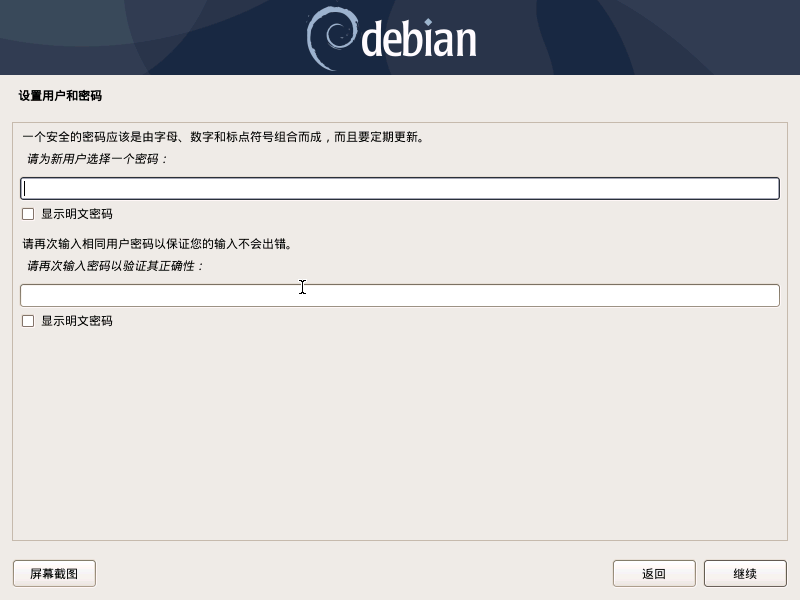 debian
设置用户和密码
一个安全的密码应该是由字母、数字和标点符号组合而成，而且要定期更新。
请为新用户选择一个密码：
显示明文密码
请再次输入相同用户密码以保证您的输入不会出错。
请再次输入密码以验证其正确性：
显示明文密码
屏幕截图
返回
继续